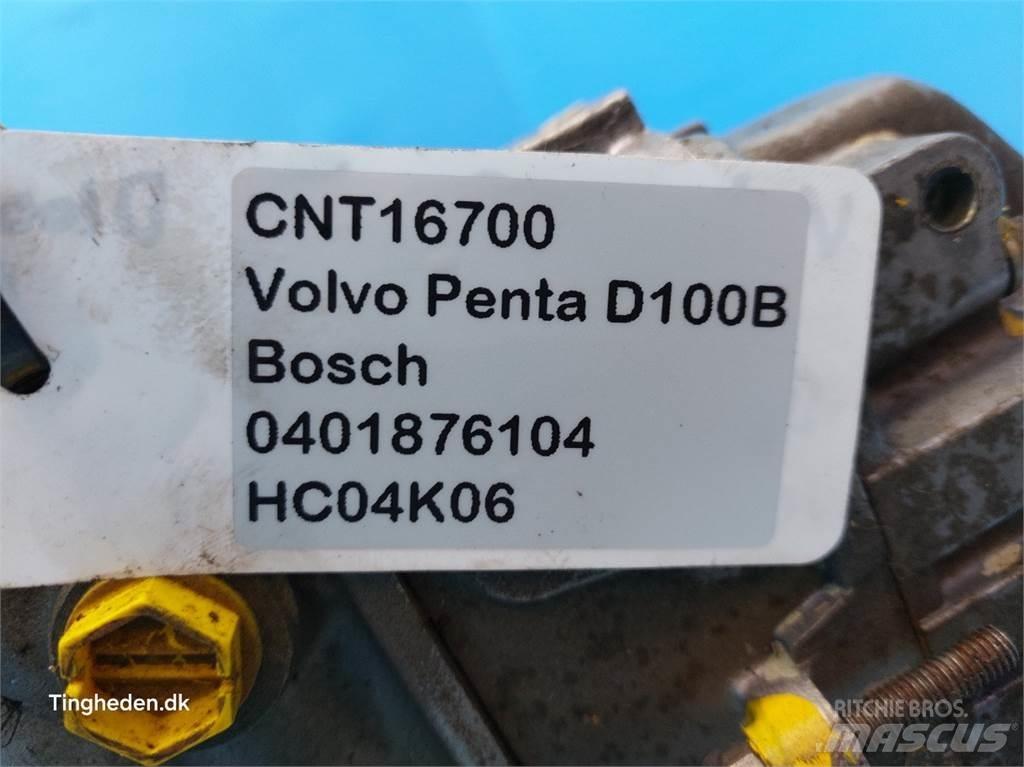 CNT16700
Volvo Penta D100B
Bosch
0401876104
HC04K06
Tingheden.dk
RITCHIE BROS.
MASCUS